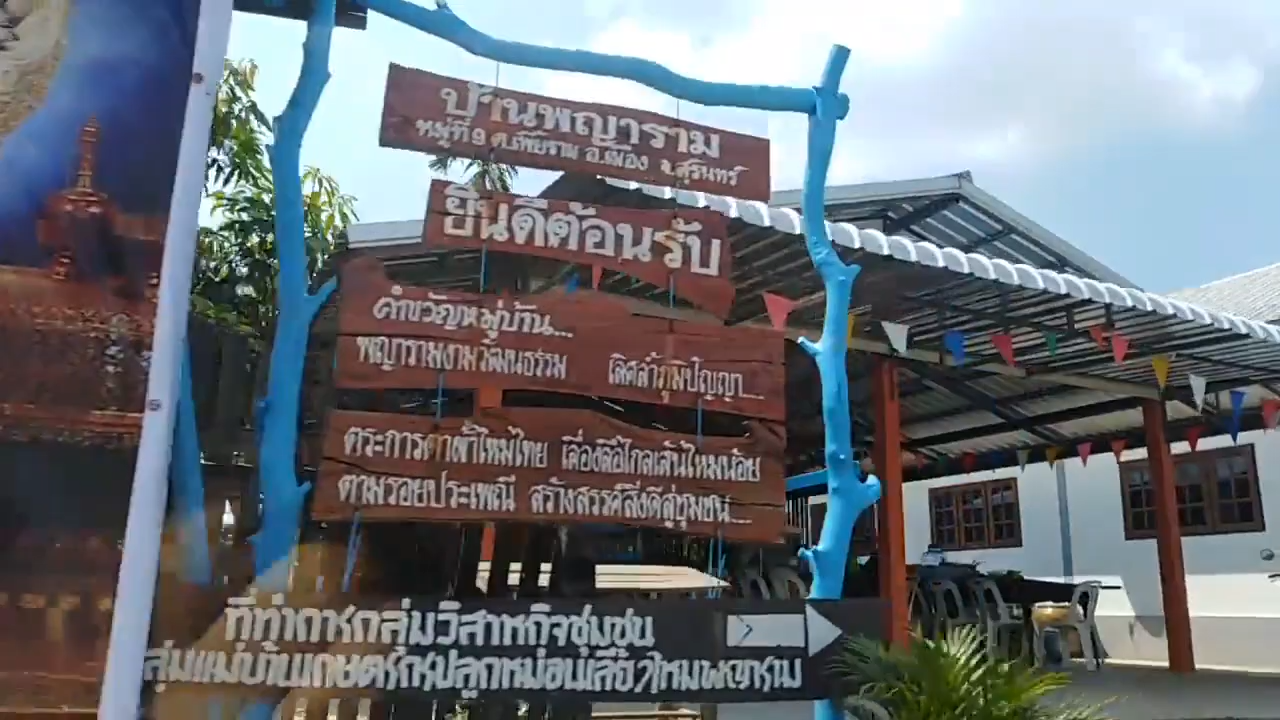 บ้านพญาราม
หมู่ที่๑ ต.เพี้ยราม อ.เมือง จ.สุรินทร์
ยินดีต้อนรับ
คำขวัญหมู่บ้าน...
พญารามงามวัฒนธรรม เลิศล้ำภูมิปัญญา....
ตระการตาผ้าไหมไทย เลื่องลือไกลเส้นไหมน้อย
ตามรอยประเพณี สร้างสรรค์สิ่งดีสู่ชุมชน....
ที่ทำการกลุ่มวิสาหกิจชุมชน
ลุ่มแม่บ้านเกษตรกรปลูกหม่อนเลี้ยงไหมพญาราม